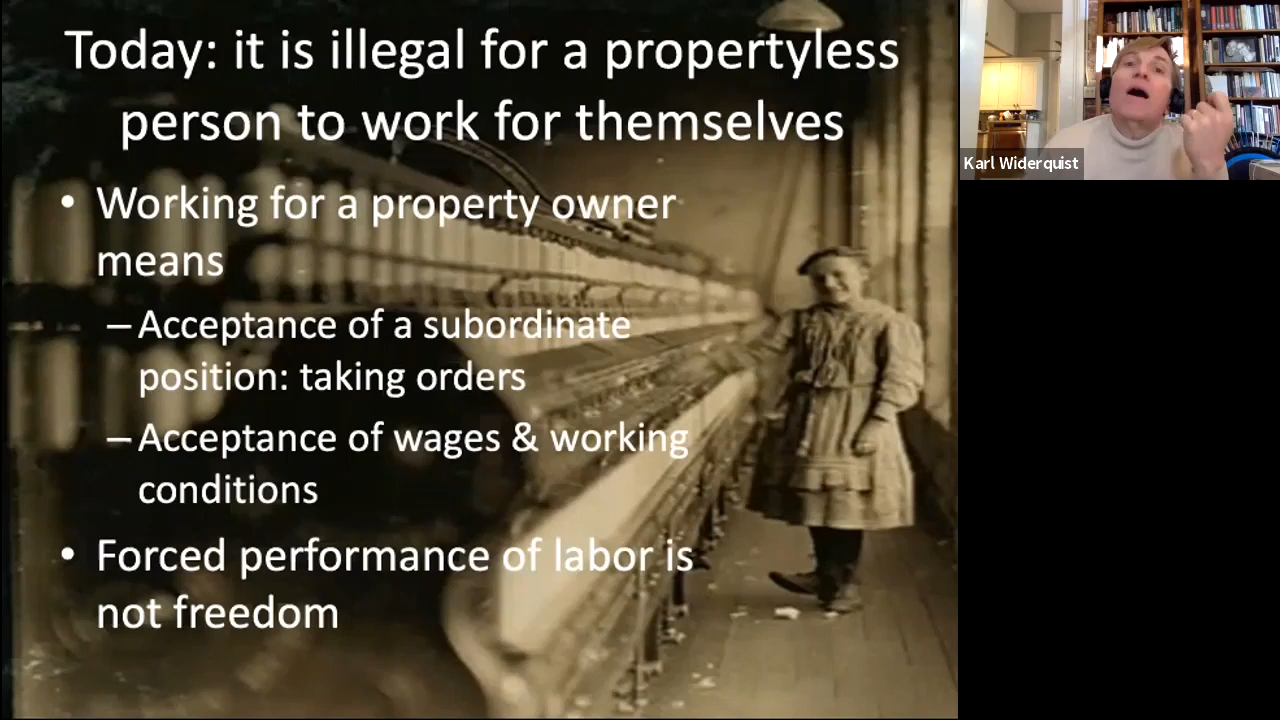 Today: it is illegal for a propertyless
person to work for themselves
• Working for a property owner
means
– Acceptance of a subordinate
position: taking orders
– Acceptance of wages & working
conditions
• Forced performance of labor is
not freedom
Karl Widerquist